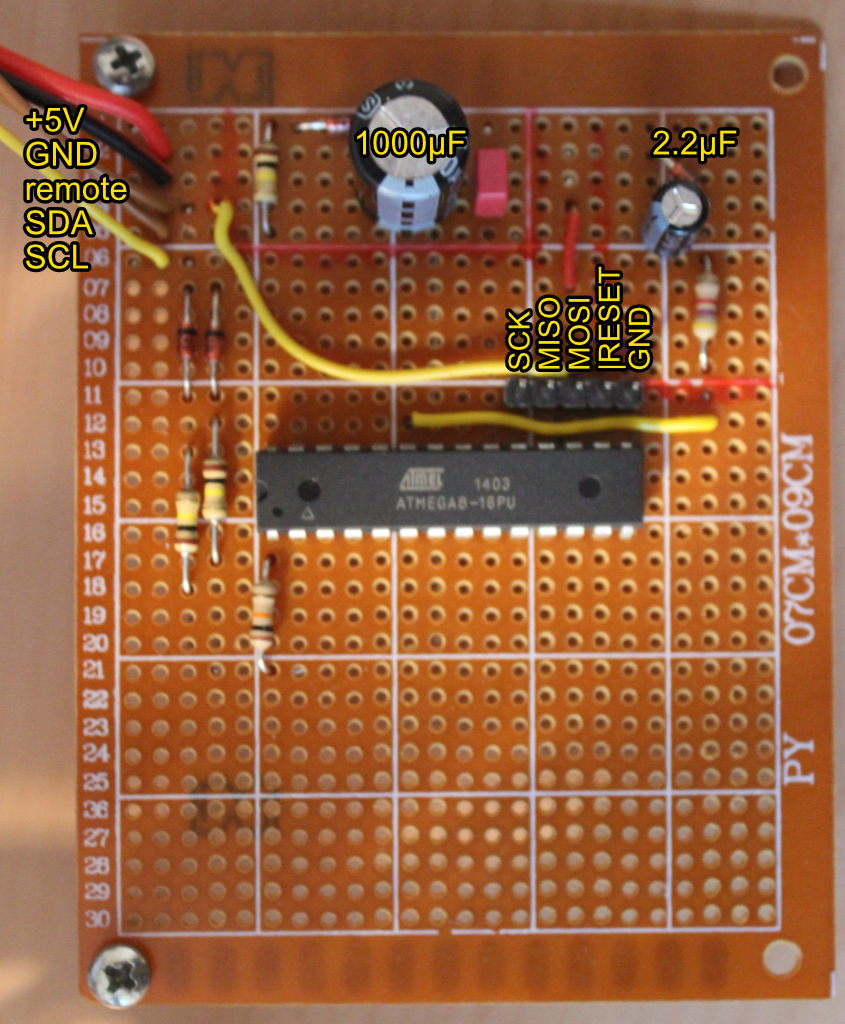 +5V
GND
remote
SDA
SCL
1000µF
2.2µF
SCK
MISO
MOSI
|RESET
GND
06
07
08
09
10
11
12
13
14
15
16
17
18
19
20
21
22
23
24
25
36
27
28
29
30
ATMEL 1403
ATMEGA8-16PU
07CM*09CM
PY